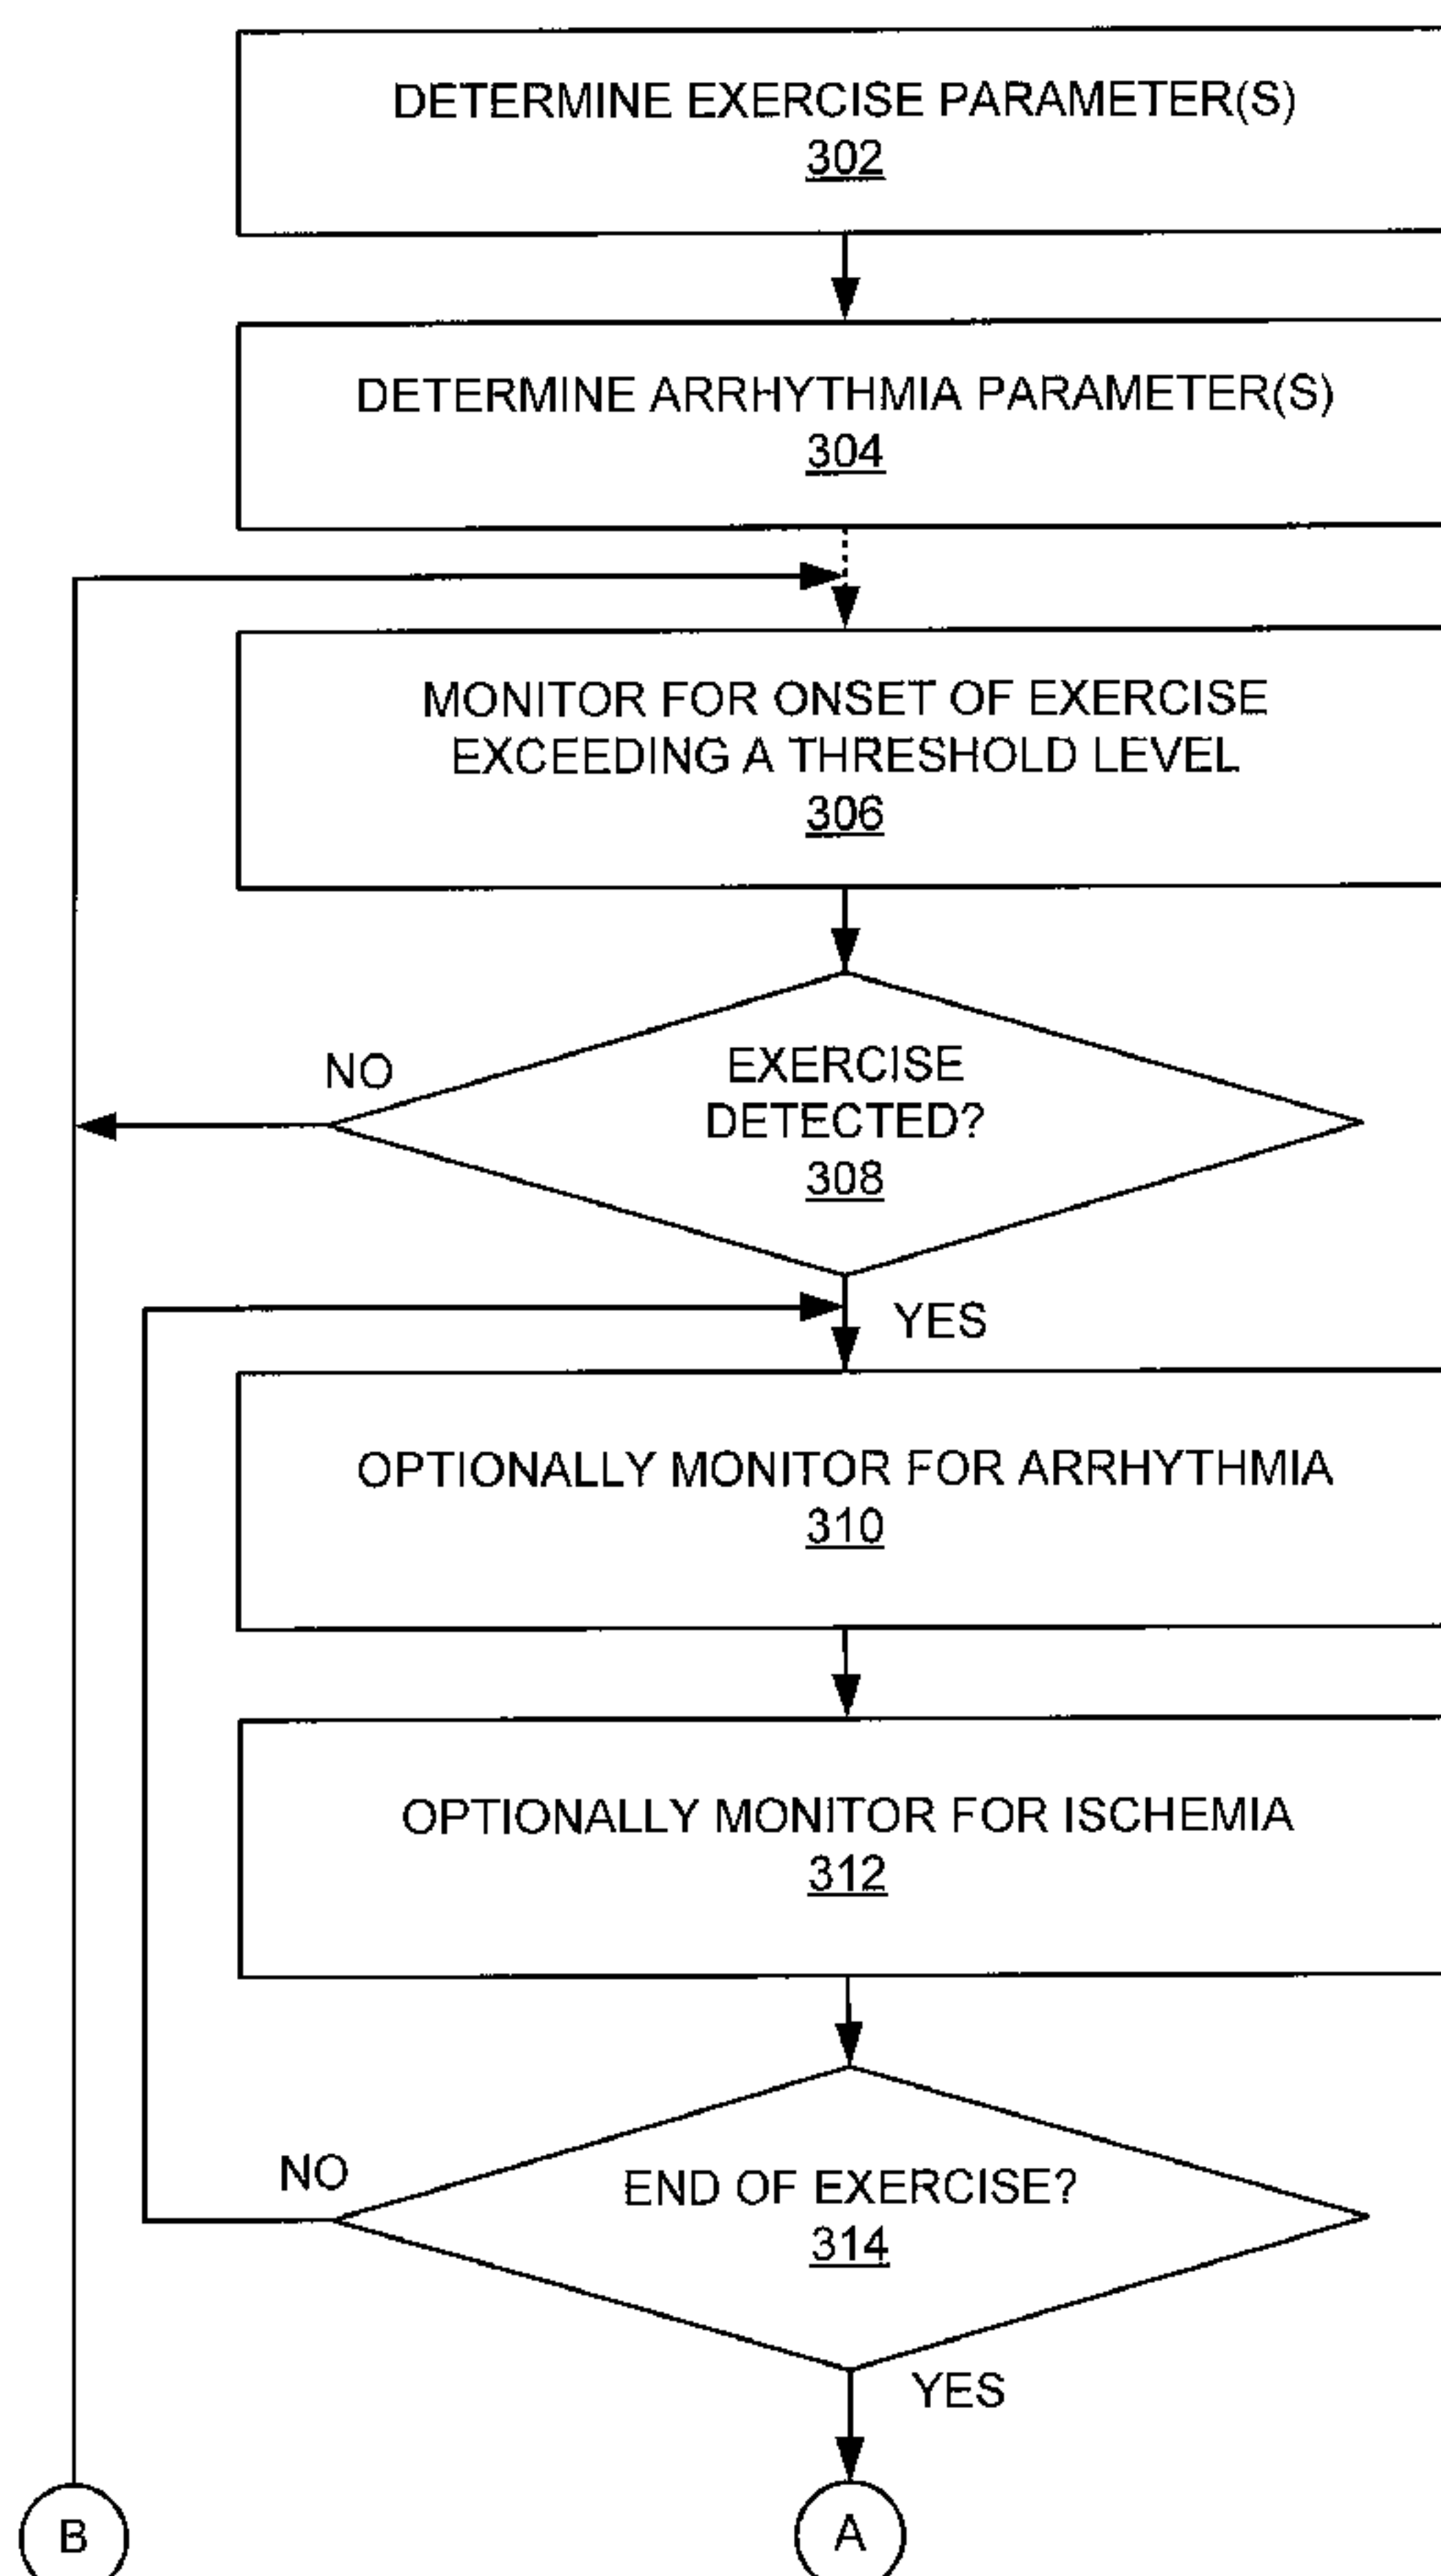 DETERMINE EXERCISE PARAMETER(S)
302
DETERMINE ARRHYTHMIA PARAMETER(S)
304
MONITOR FOR ONSET OF EXERCISE
EXCEEDING A THRESHOLD LEVEL
306
NO
EXERCISE
DETECTED?
308
YES
OPTIONALLY MONITOR FOR ARRHYTHMIA
310
OPTIONALLY MONITOR FOR ISCHEMIA
312
NO
END OF EXERCISE?
314
YES
B
A